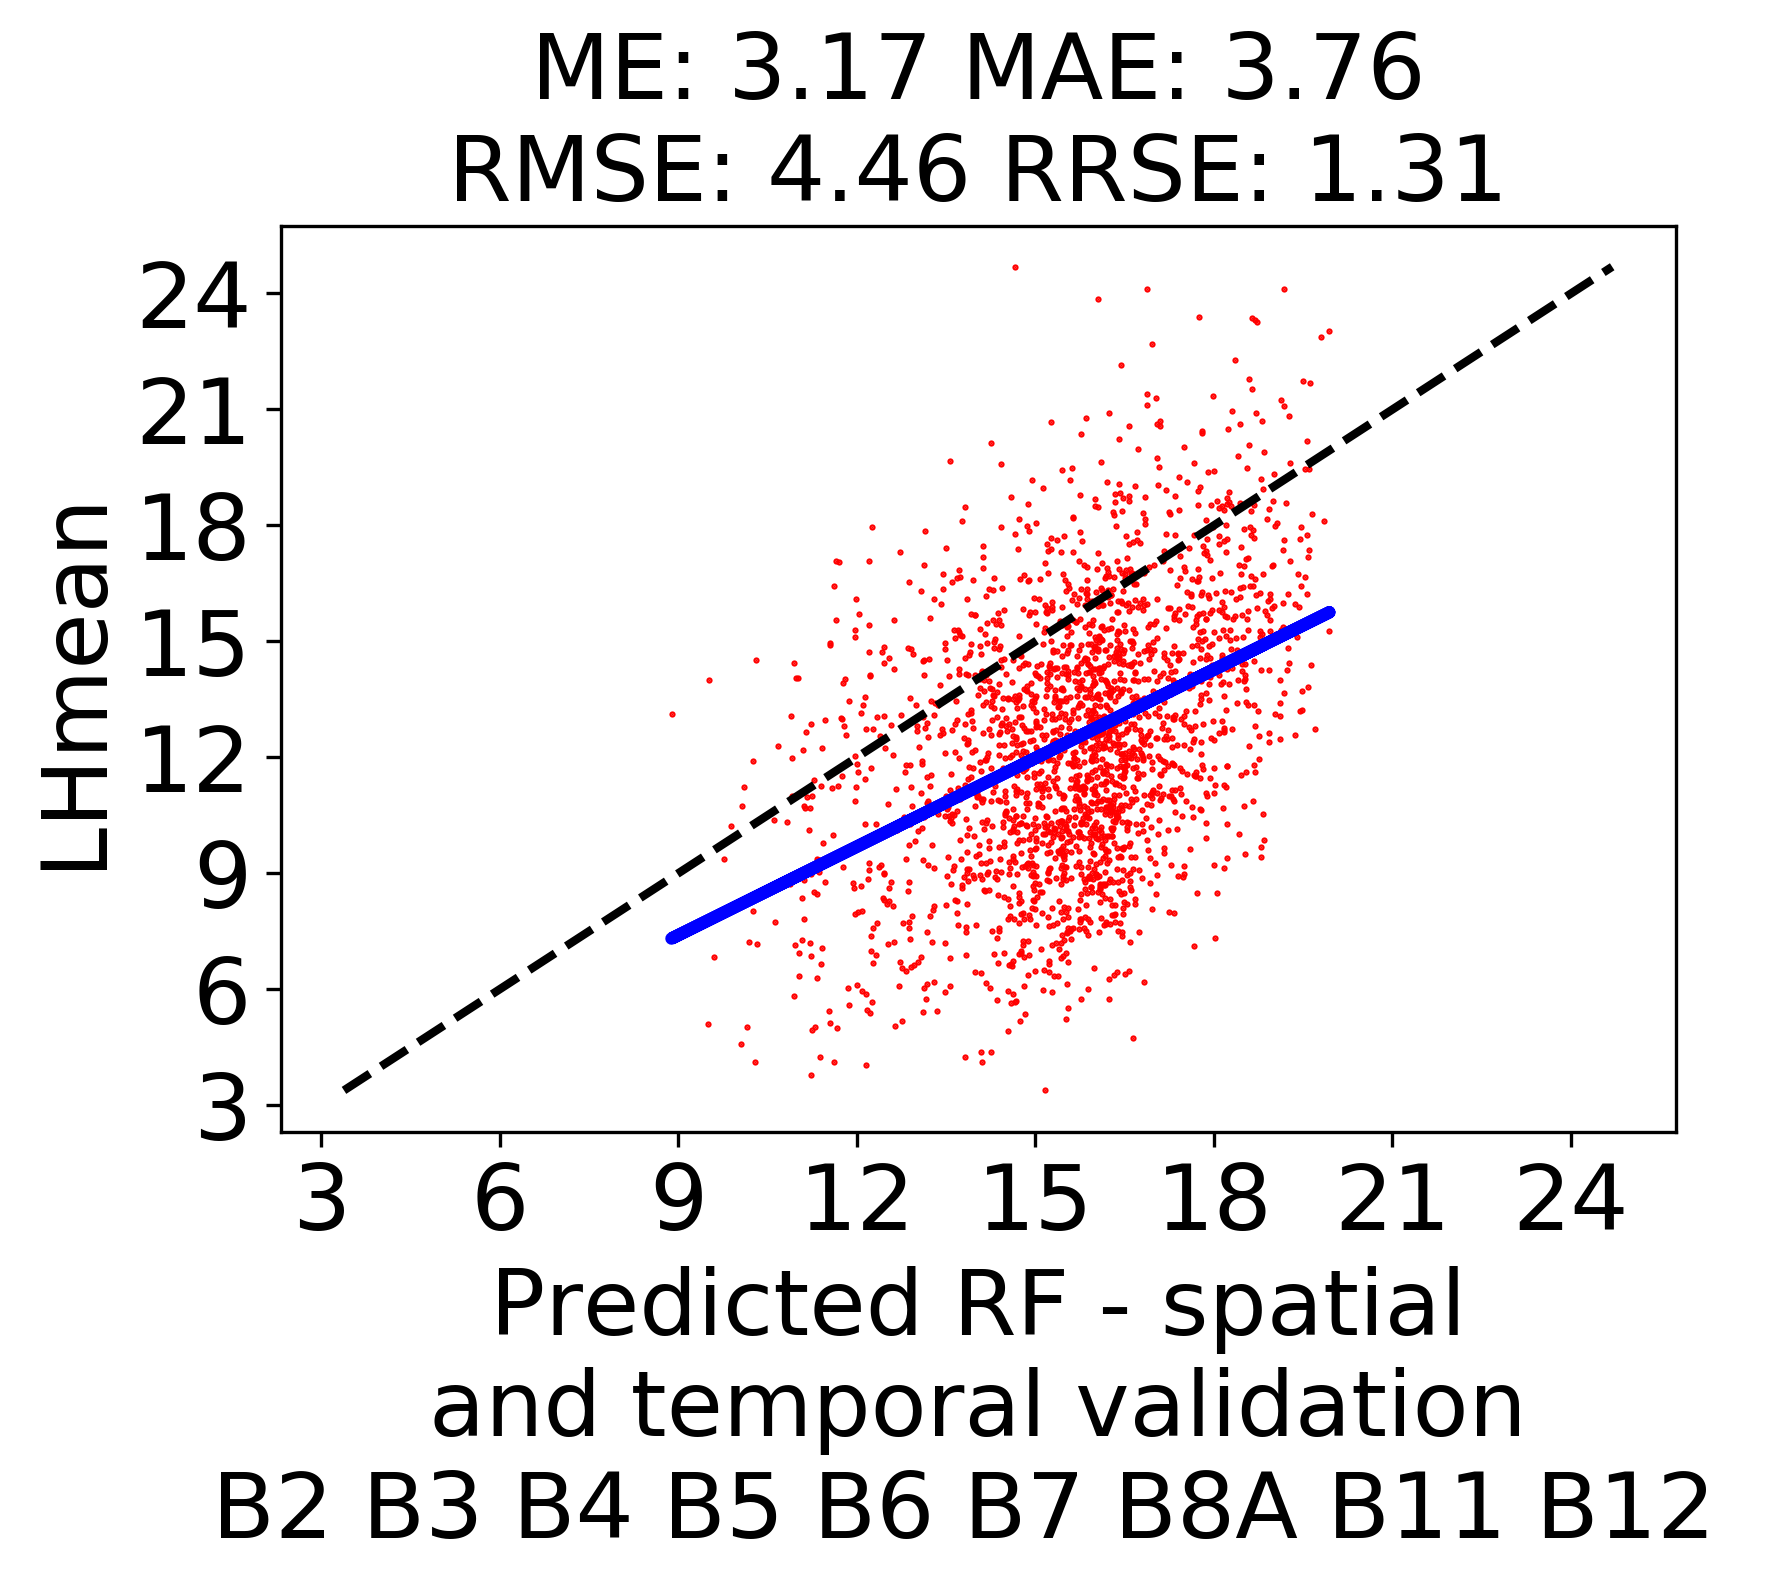 ME: 3.17 MAE: 3.76
RMSE: 4.46 RRSE: 1.31
24
21
18
15
12
9
6
3
LHmean
3 6 9 12 15 18 21 24
Predicted RF - spatial
and temporal validation
B2 B3 B4 B5 B6 B7 B8A B11 B12